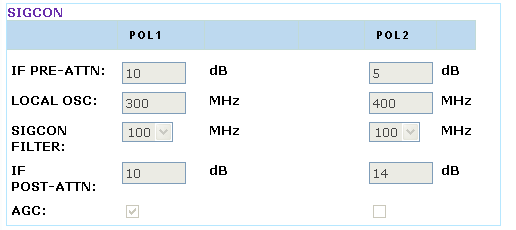 SIGCON
POL1 POL2
IF PRE-ATTN: 10 dB 5 dB
LOCAL OSC: 300 MHz 400 MHz
SIGCON FILTER: 100 MHz 100 MHz
IF POST-ATTN: 10 dB 14 dB
AGC: